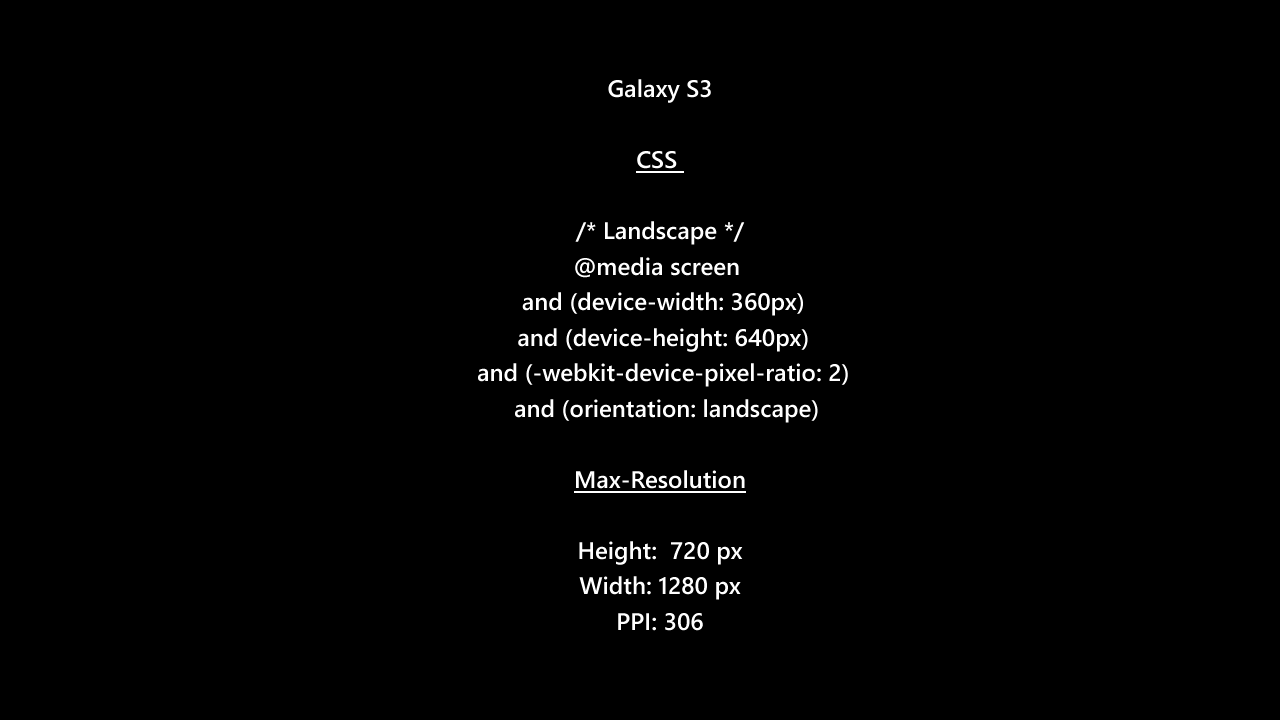 Galaxy S3
CSS
/* Landscape */
@media screen
and (device-width: 360px)
and (device-height: 640px)
and (-webkit-device-pixel-ratio: 2)
and (orientation: landscape)
Max-Resolution
Height:  720 px
Width: 1280 px
PPI: 306